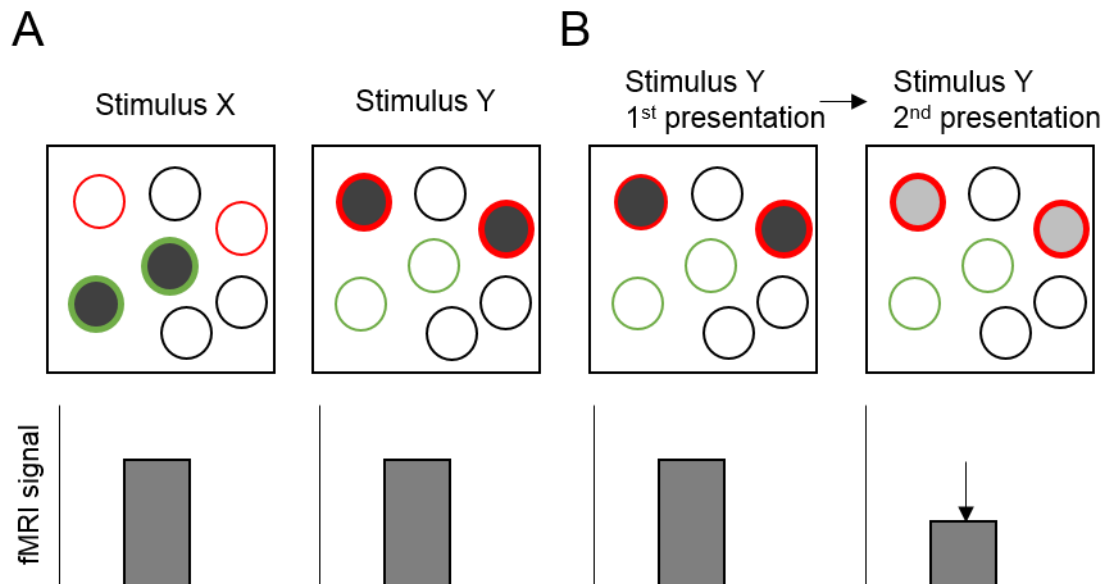 A
B
Stimulus X
Stimulus Y
Stimulus Y
1st presentation
Stimulus Y
2nd presentation
fMRI signal